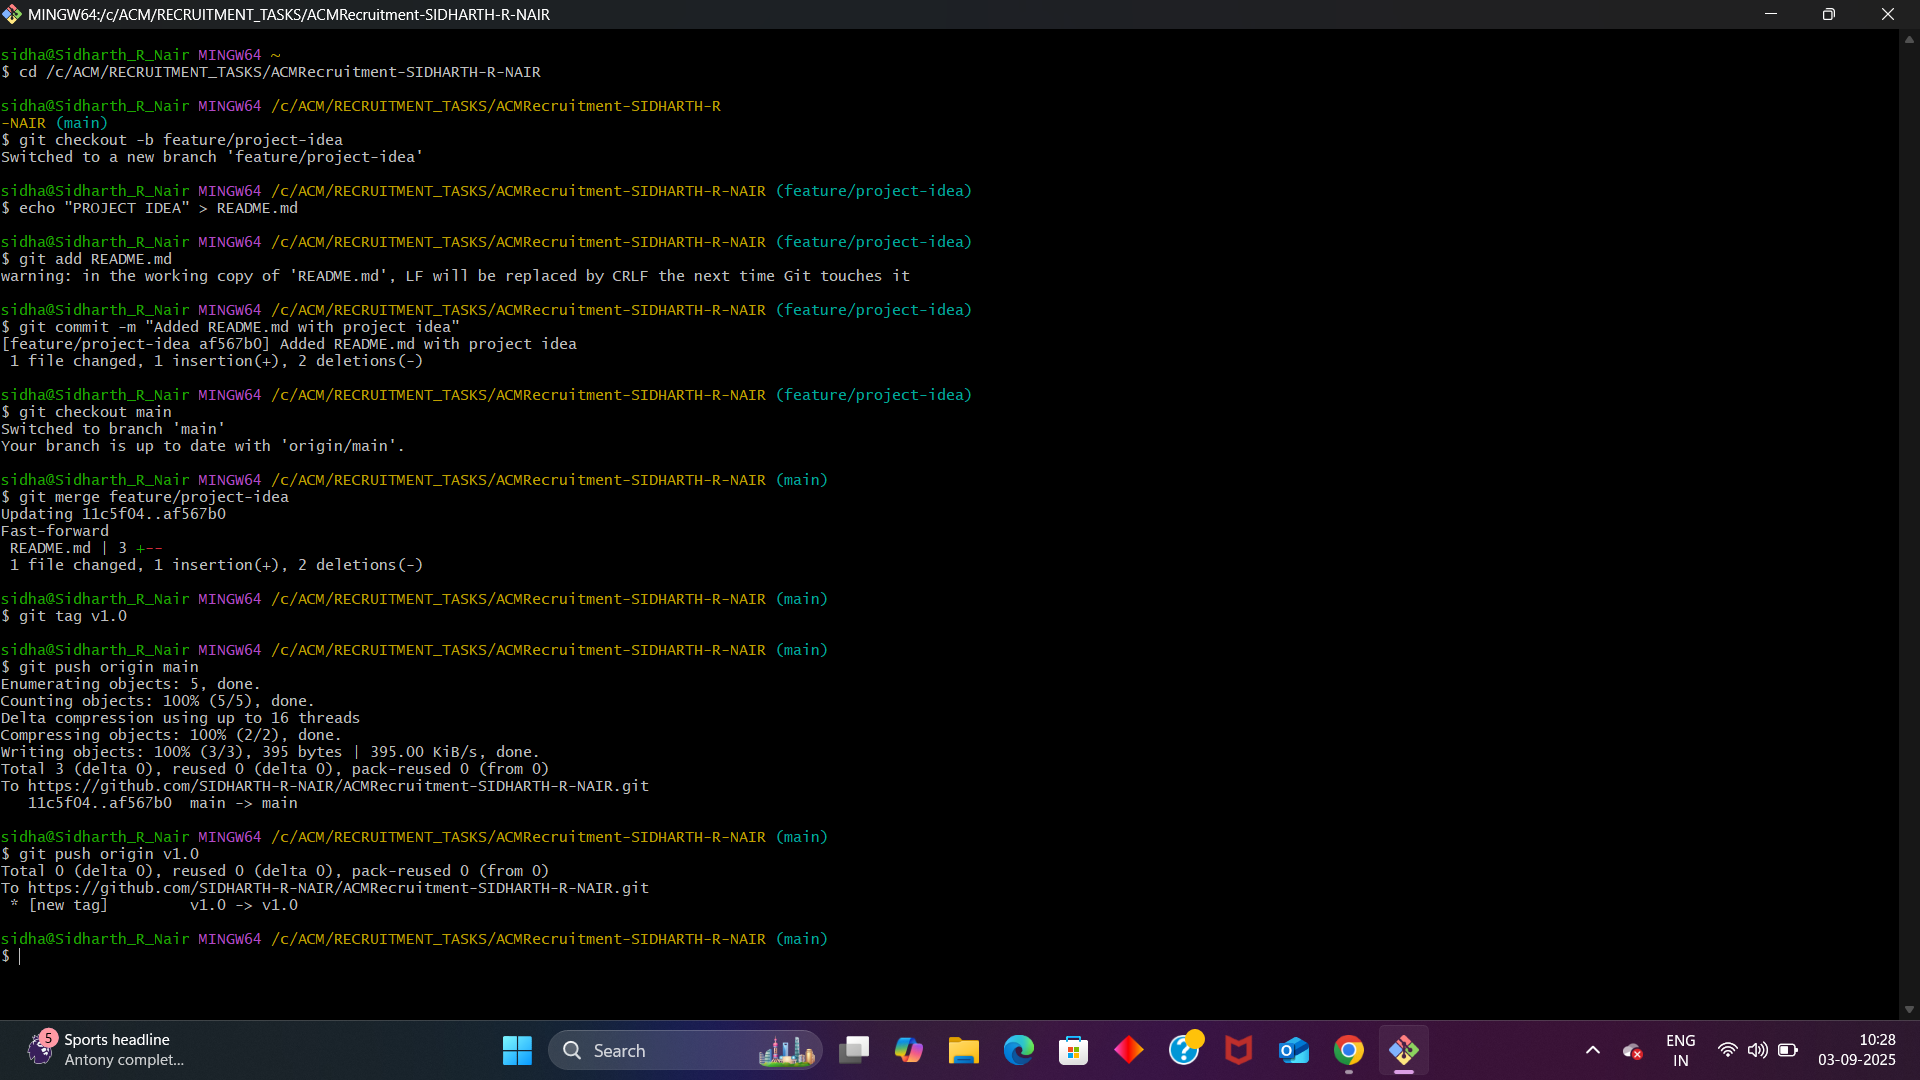 MINGW64:/c/ACM/RECRUITMENT_TASKS/ACMRecruitment-SIDHARTH-R-NAIR
sidha@Sidharth_R_Nair MINGW64 ~
$ cd /c/ACM/RECRUITMENT_TASKS/ACMRecruitment-SIDHARTH-R-NAIR
sidha@Sidharth_R_Nair MINGW64 /c/ACM/RECRUITMENT_TASKS/ACMRecruitment-SIDHARTH-R
-NAIR (main)
$ git checkout -b feature/project-idea
Switched to a new branch 'feature/project-idea'
sidha@Sidharth_R_Nair MINGW64 /c/ACM/RECRUITMENT_TASKS/ACMRecruitment-SIDHARTH-R-NAIR (feature/project-idea)
$ echo "PROJECT IDEA" > README.md
sidha@Sidharth_R_Nair MINGW64 /c/ACM/RECRUITMENT_TASKS/ACMRecruitment-SIDHARTH-R-NAIR (feature/project-idea)
$ git add README.md
warning: in the working copy of 'README.md', LF will be replaced by CRLF the next time Git touches it
sidha@Sidharth_R_Nair MINGW64 /c/ACM/RECRUITMENT_TASKS/ACMRecruitment-SIDHARTH-R-NAIR (feature/project-idea)
$ git commit -m "Added README.md with project idea"
[feature/project-idea af567b0] Added README.md with project idea
1 file changed, 1 insertion(+), 2 deletions(-)
sidha@Sidharth_R_Nair MINGW64 /c/ACM/RECRUITMENT_TASKS/ACMRecruitment-SIDHARTH-R-NAIR (feature/project-idea)
$ git checkout main
Switched to branch 'main'
Your branch is up to date with 'origin/main'.
sidha@Sidharth_R_Nair MINGW64 /c/ACM/RECRUITMENT_TASKS/ACMRecruitment-SIDHARTH-R-NAIR (main)
$ git merge feature/project-idea
Updating 11c5f04..af567b0
Fast-forward
README.md | 3 +--
1 file changed, 1 insertion(+), 2 deletions(-)
sidha@Sidharth_R_Nair MINGW64 /c/ACM/RECRUITMENT_TASKS/ACMRecruitment-SIDHARTH-R-NAIR (main)
$ git tag v1.0
sidha@Sidharth_R_Nair MINGW64 /c/ACM/RECRUITMENT_TASKS/ACMRecruitment-SIDHARTH-R-NAIR (main)
$ git push origin main
Enumerating objects: 5, done.
Counting objects: 100% (5/5), done.
Delta compression using up to 16 threads
Compressing objects: 100% (2/2), done.
Writing objects: 100% (3/3), 395 bytes | 395.00 KiB/s, done.
Total 3 (delta 0), reused 0 (delta 0), pack-reused 0 (from 0)
To https://github.com/SIDHARTH-R-NAIR/ACMRecruitment-SIDHARTH-R-NAIR.git
11c5f04..af567b0  main -> main
sidha@Sidharth_R_Nair MINGW64 /c/ACM/RECRUITMENT_TASKS/ACMRecruitment-SIDHARTH-R-NAIR (main)
$ git push origin v1.0
Total 0 (delta 0), reused 0 (delta 0), pack-reused 0 (from 0)
To https://github.com/SIDHARTH-R-NAIR/ACMRecruitment-SIDHARTH-R-NAIR.git
* [new tag]         v1.0 -> v1.0
sidha@Sidharth_R_Nair MINGW64 /c/ACM/RECRUITMENT_TASKS/ACMRecruitment-SIDHARTH-R-NAIR (main)
$
5
Sports headline
Antony complet...
Search
ENG
IN
10:28
03-09-2025